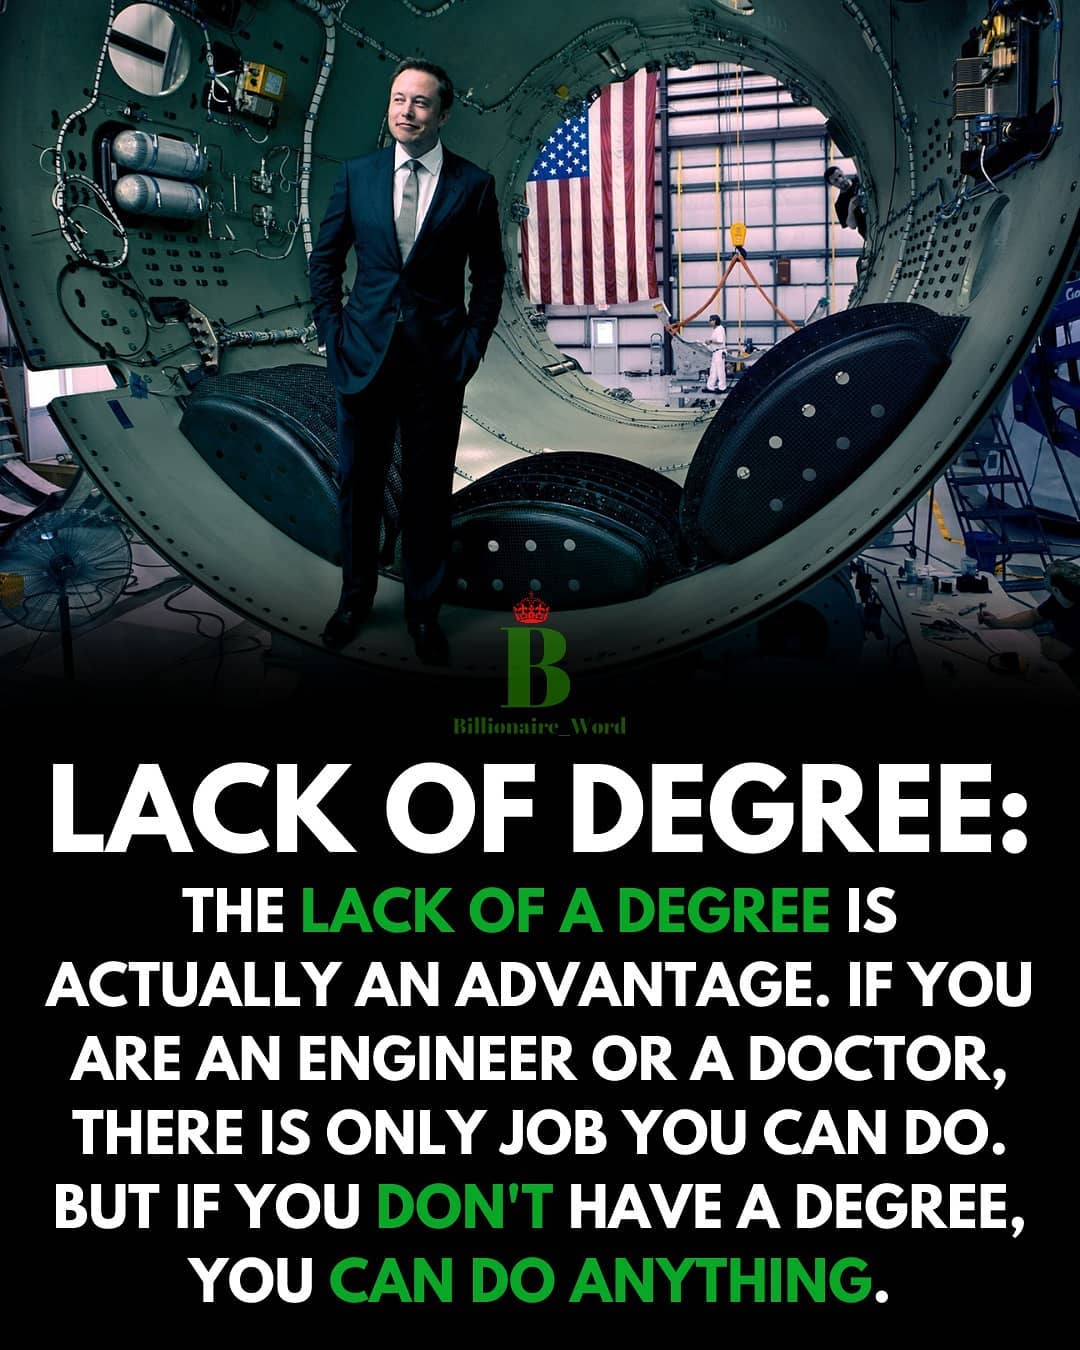 B
Billionaire_Word
LACK OF DEGREE:
THE LACK OF A DEGREE IS
ACTUALLY AN ADVANTAGE. IF YOU
ARE AN ENGINEER OR A DOCTOR,
THERE IS ONLY JOB YOU CAN DO.
BUT IF YOU DON'T HAVE A DEGREE,
YOU CAN DO ANYTHING.